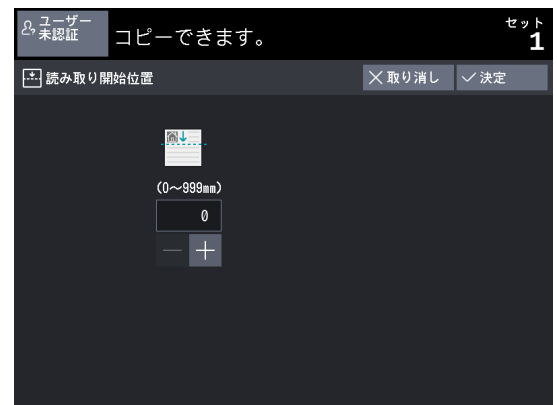 ユーザー
未認証
コピーできます。
セット
1
読み取り開始位置
取り消し
決定
(0〜999mm)
0